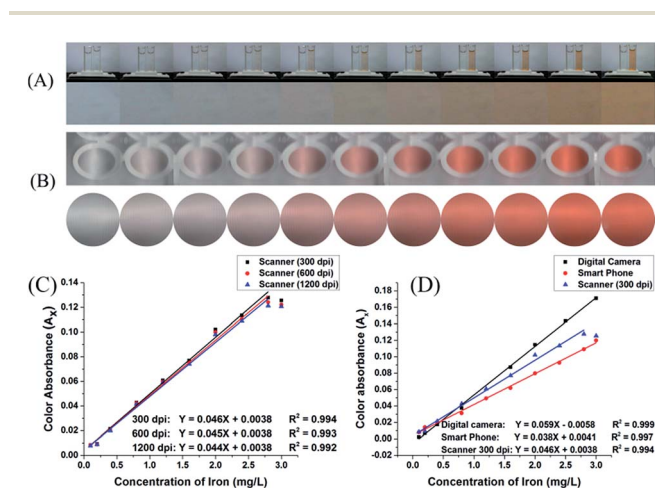 (A)
(B)
(C)
Scanner (300 dpi)
Scanner (600 dpi)
Scanner (1200 dpi)
0.14
0.12
0.10
0.08
0.06
0.04
0.02
0.00
Color Absorbance (Aₓ)
300 dpi: Y = 0.046X + 0.0038 R² = 0.994
600 dpi: Y = 0.045X + 0.0038 R² = 0.993
1200 dpi: Y = 0.044X + 0.0038 R² = 0.992
0.0 0.5 1.0 1.5 2.0 2.5 3.0
Concentration of Iron (mg/L)
(D)
Digital Camera
Smart Phone
Scanner (300 dpi)
0.18
0.16
0.14
0.12
0.10
0.08
0.06
0.04
0.02
0.00
-0.02
Color absorbance (Aₓ)
Digital camera: Y = 0.059X - 0.0058 R² = 0.999
Smart Phone: Y = 0.038X + 0.0041 R² = 0.997
Scanner 300 dpi: Y = 0.046X + 0.0038 R² = 0.994
0.0 0.5 1.0 1.5 2.0 2.5 3.0
Concentration of Iron (mg/L)